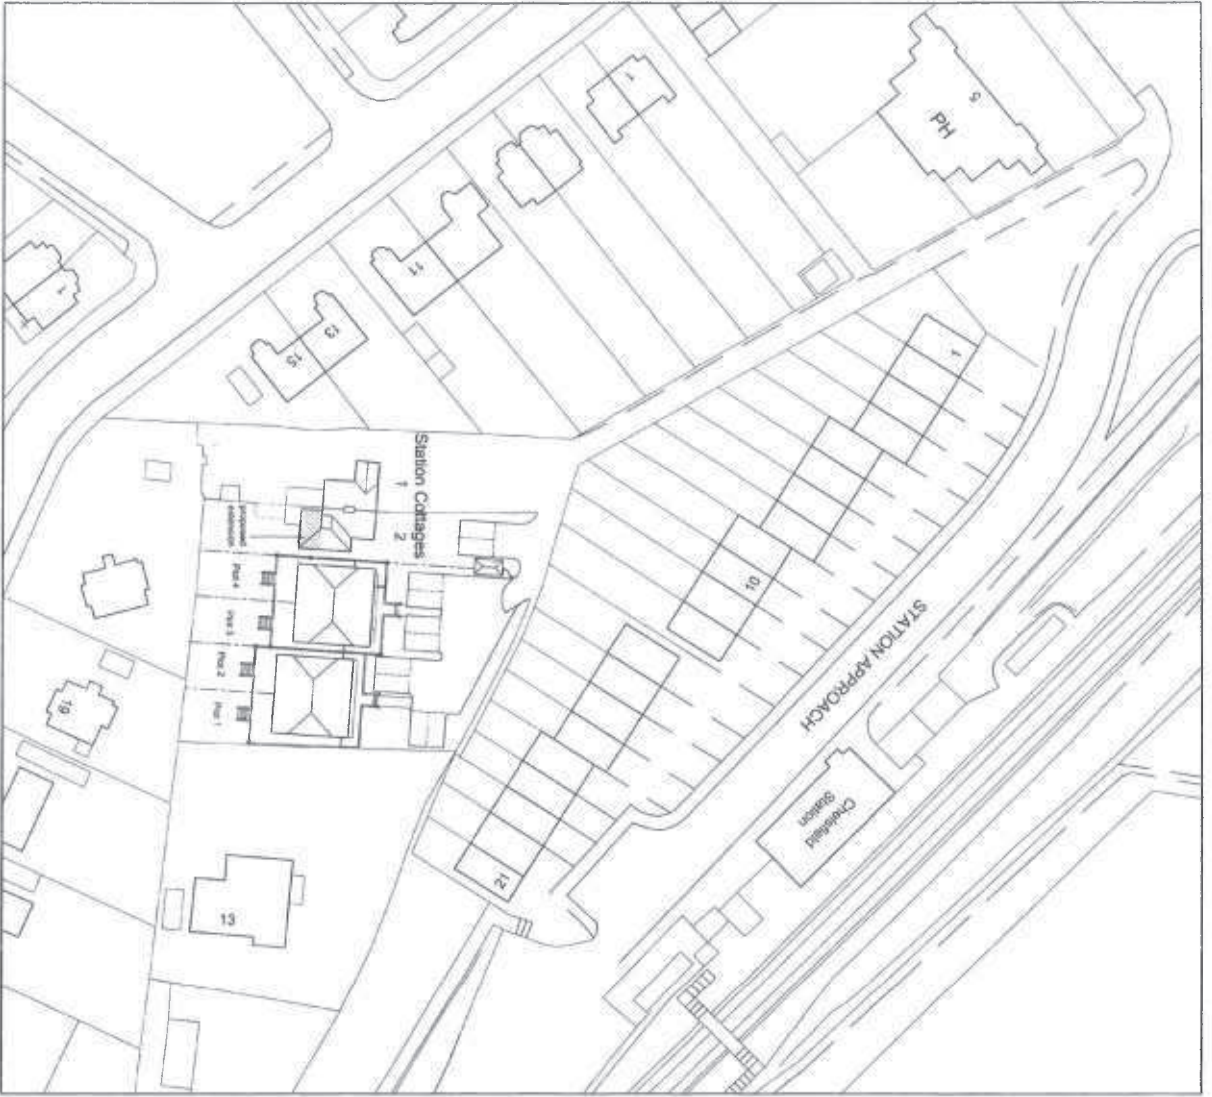 PH
5
1
11
13
15
1
Station Cottages
1
2
proposed
extension
Plot 4
Plot 3
Plot 2
Plot 1
10
STATION APPROACH
Chelsfield
Station
19
13
21